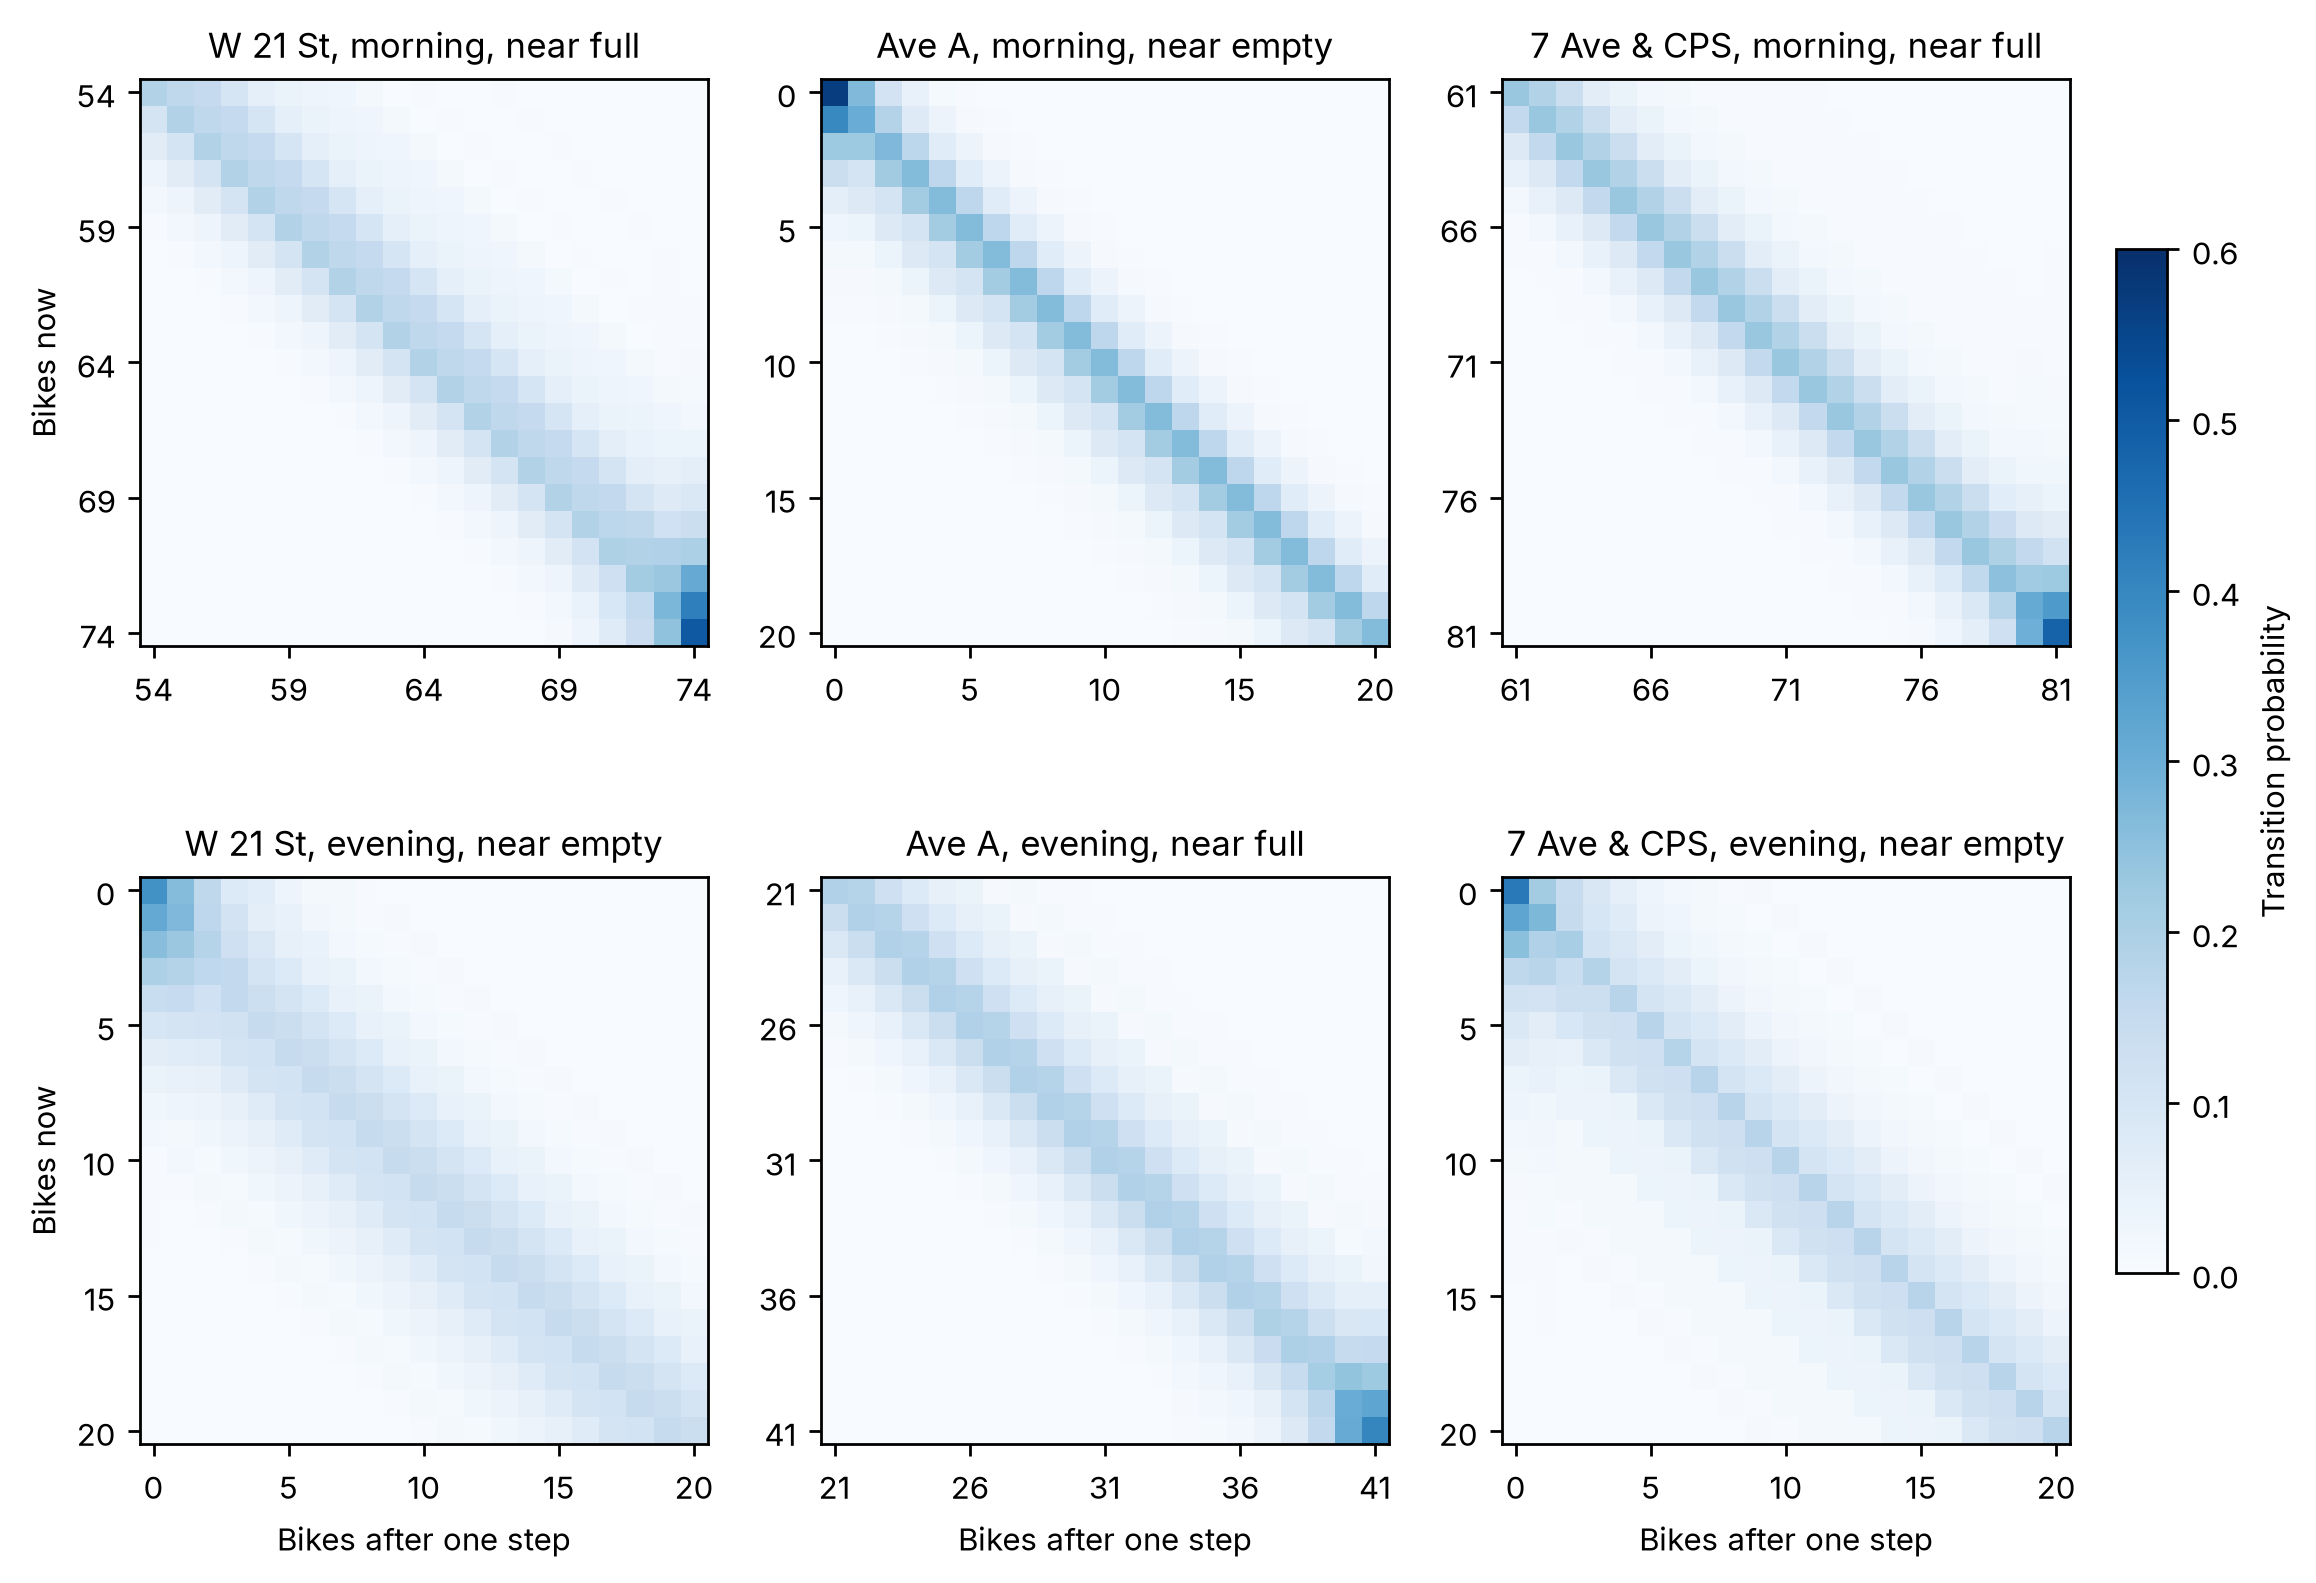 W 21 St, morning, near full
Ave A, morning, near empty
7 Ave & CPS, morning, near full
Bikes now
54
59
64
69
74
54 59 64 69 74
0
5
10
15
20
0 5 10 15 20
61
66
71
76
81
61 66 71 76 81
W 21 St, evening, near empty
Ave A, evening, near full
7 Ave & CPS, evening, near empty
Bikes now
0
5
10
15
20
0 5 10 15 20
Bikes after one step
21
26
31
36
41
21 26 31 36 41
Bikes after one step
0
5
10
15
20
0 5 10 15 20
Bikes after one step
0.6
0.5
0.4
0.3
0.2
0.1
0.0
Transition probability